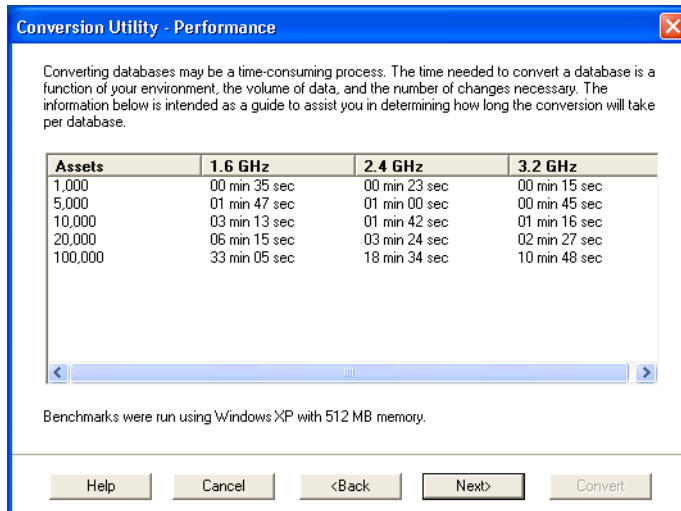 Conversion Utility - Performance
Converting databases may be a time-consuming process. The time needed to convert a database is a
function of your environment, the volume of data, and the number of changes necessary. The
information below is intended as a guide to assist you in determining how long the conversion will take
per database.
Assets 1.6 GHz 2.4 GHz 3.2 GHz
1,000 00 min 35 sec 00 min 23 sec 00 min 15 sec
5,000 01 min 47 sec 01 min 00 sec 00 min 45 sec
10,000 03 min 13 sec 01 min 42 sec 01 min 16 sec
20,000 06 min 15 sec 03 min 24 sec 02 min 27 sec
100,000 33 min 05 sec 18 min 34 sec 10 min 48 sec
Benchmarks were run using Windows XP with 512 MB memory.
Help Cancel <Back Next> Convert